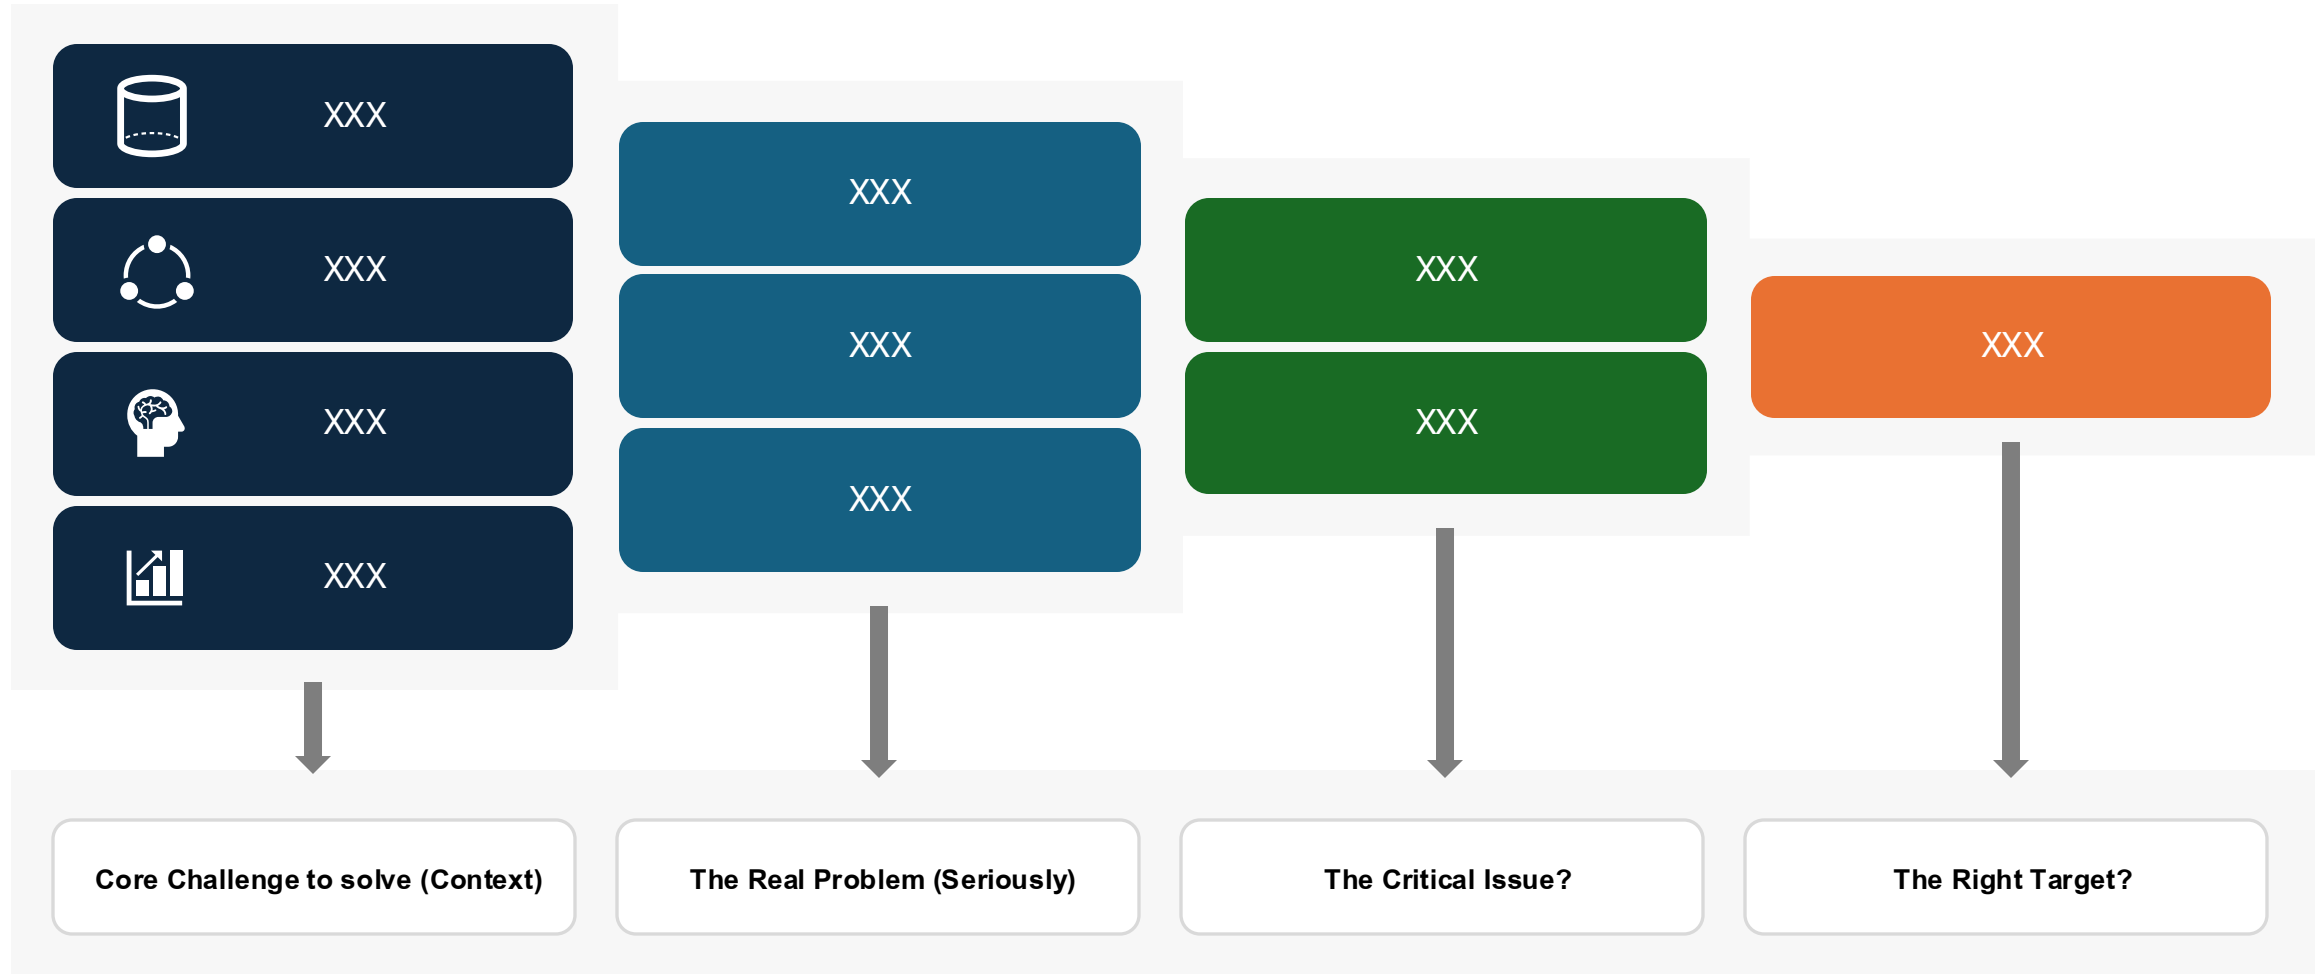 XXX
XXX
XXX
XXX
XXX
XXX
XXX
XXX
XXX
XXX
Core Challenge to solve (Context)
The Real Problem (Seriously)
The Critical Issue?
The Right Target?